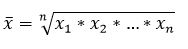 x̄ = ⁿ√(x₁ * x₂ * … * xₙ)